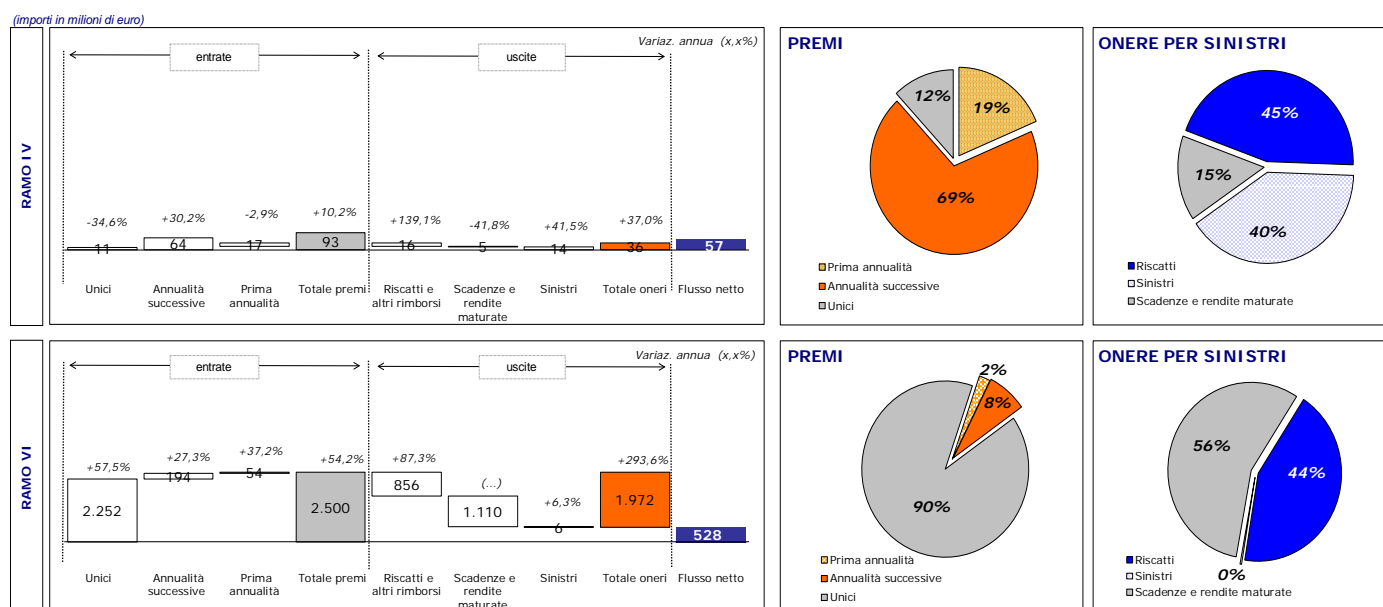 (importi in milioni di euro)
RAMO IV
Variaz. annua (x,x%)
entrate
uscite
-34,6%
+30,2%
-2,9%
+10,2%
+139,1%
-41,8%
+41,5%
+37,0%
11
64
17
93
16
5
14
36
57
Unici
Annualità
successive
Prima
annualità
Totale premi
Riscatti e
altri rimborsi
Scadenze e
rendite
maturate
Sinistri
Totale oneri
Flusso netto
PREMI
12%
19%
69%
Prima annualità
Annualità successive
Unici
ONERE PER SINISTRI
45%
15%
40%
Riscatti
Sinistri
Scadenze e rendite maturate
RAMO VI
Variaz. annua (x,x%)
entrate
uscite
+57,5%
+27,3%
+37,2%
+54,2%
+87,3%
(...)
+6,3%
+293,6%
2.252
194
54
2.500
856
1.110
6
1.972
528
Unici
Annualità
successive
Prima
annualità
Totale premi
Riscatti e
altri rimborsi
Scadenze e
rendite
maturate
Sinistri
Totale oneri
Flusso netto
PREMI
2%
8%
90%
Prima annualità
Annualità successive
Unici
ONERE PER SINISTRI
56%
44%
0%
Riscatti
Sinistri
Scadenze e rendite maturate